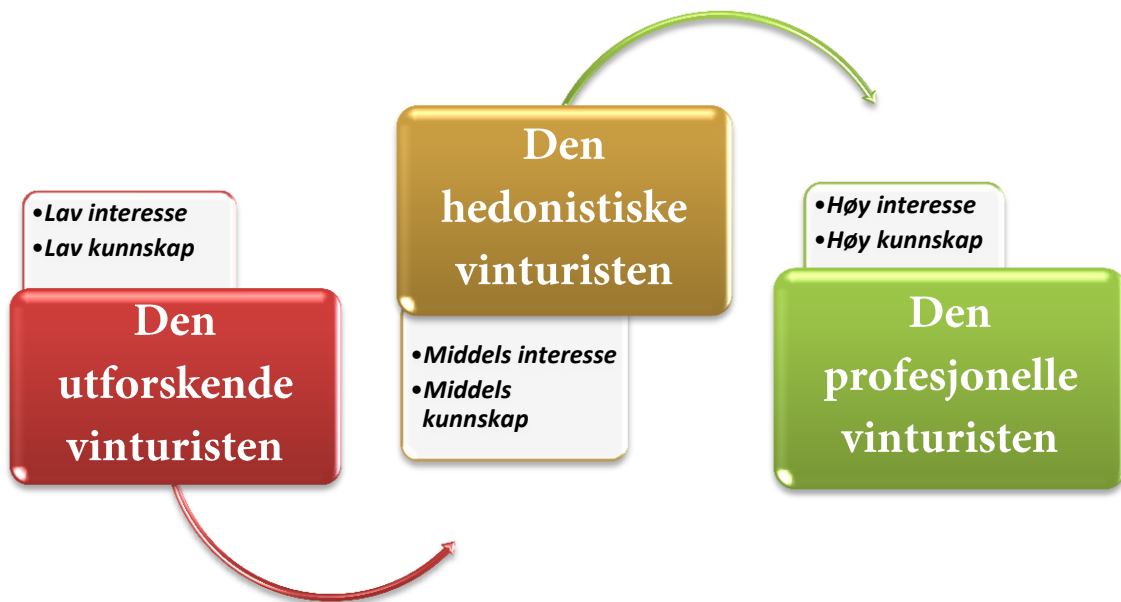 •Lav interesse
•Lav kunnskap
Den
utforskende
vinturisten
Den
hedonistiske
vinturisten
•Middels interesse
•Middels
kunnskap
•Høy interesse
•Høy kunnskap
Den
profesjonelle
vinturisten